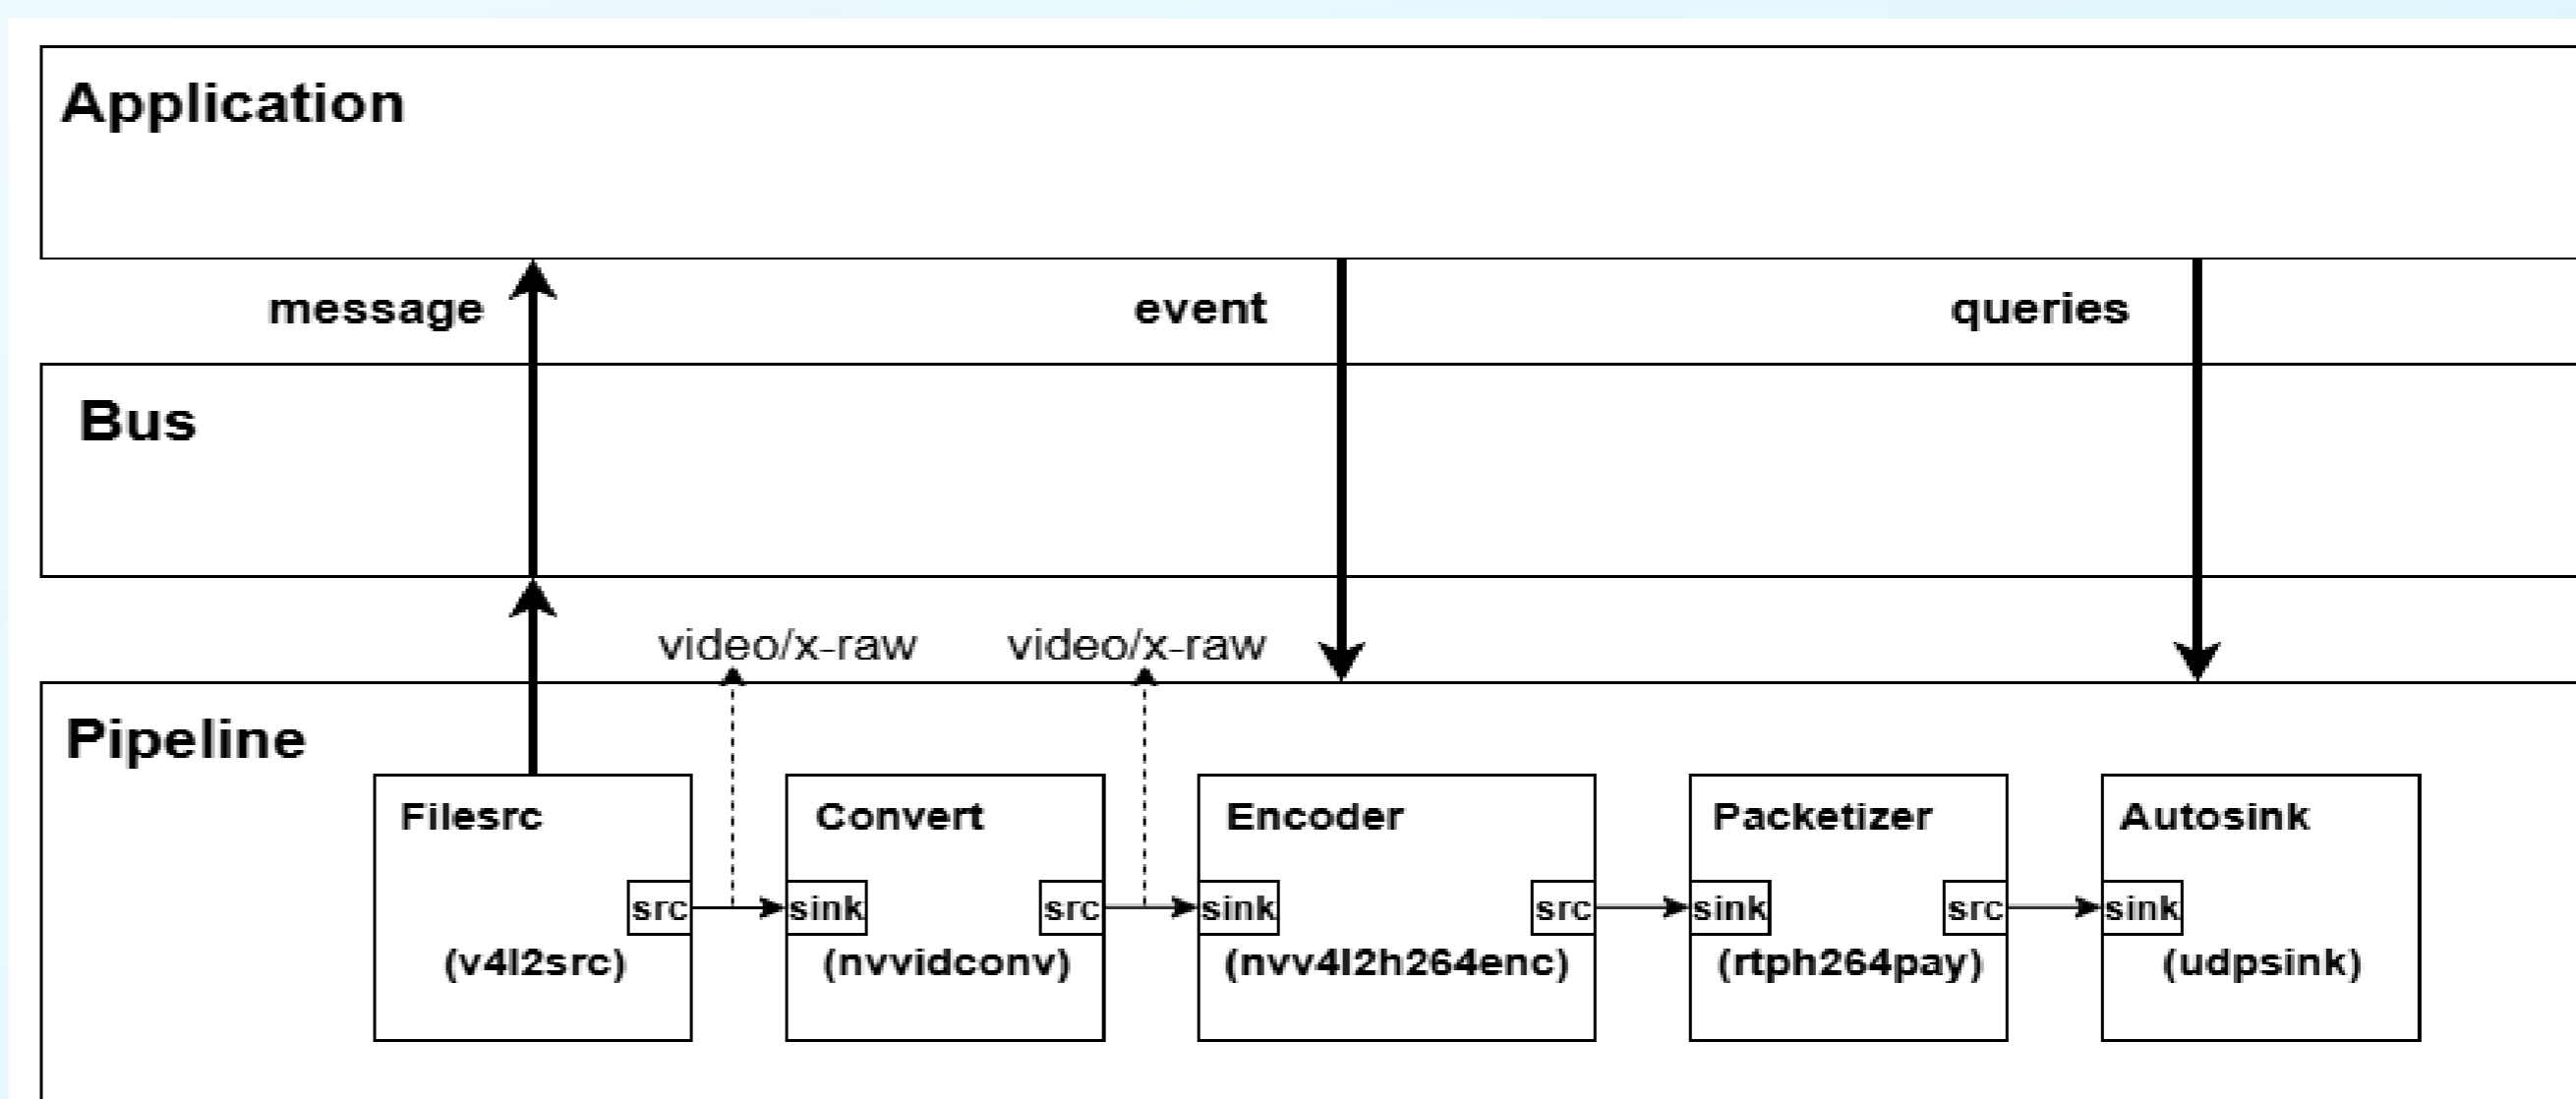 Application
message
event
queries
Bus
video/x-raw
video/x-raw
Pipeline
Filesrc
Convert
Encoder
Packetizer
Autosink
src
sink
src
sink
src
sink
src
sink
(v4l2src)
(nvvidconv)
(nvv4l2h264enc)
(rtph264pay)
(udpsink)